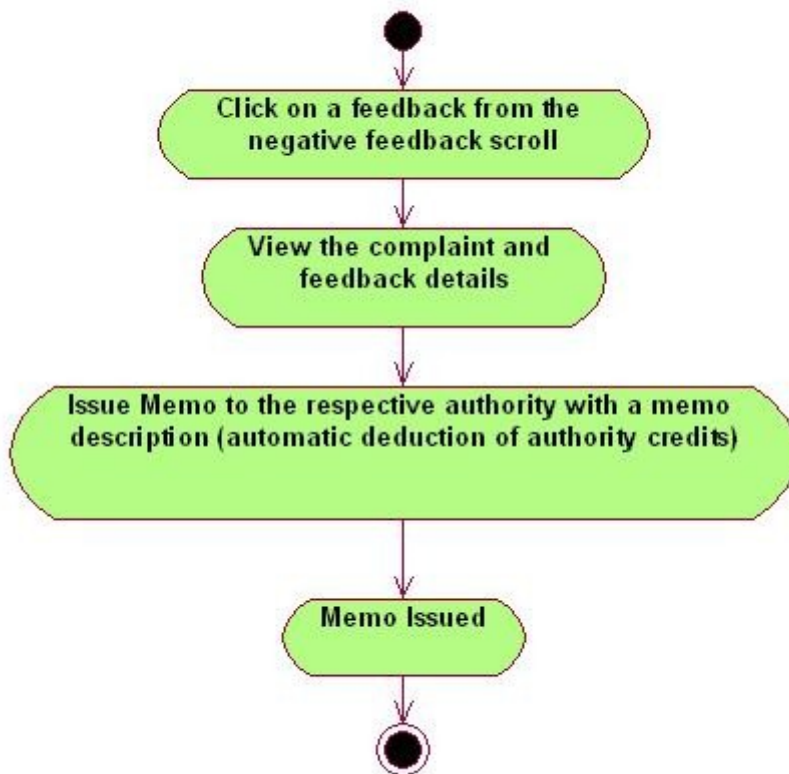 Click on a feedback from the
negative feedback scroll
View the complaint and
feedback details
Issue Memo to the respective authority with a memo
description (automatic deduction of authority credits)
Memo Issued